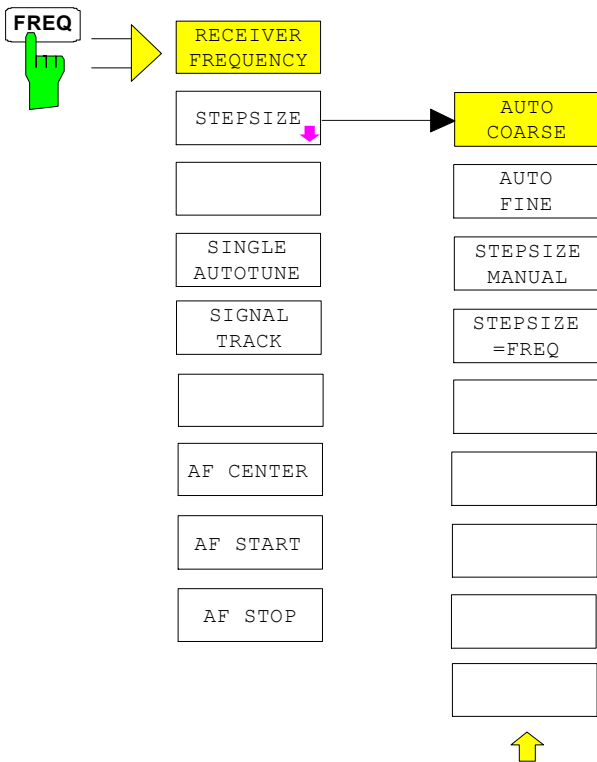 FREQ
RECEIVER
FREQUENCY
STEPSIZE
SINGLE
AUTOTUNE
SIGNAL
TRACK
AF CENTER
AF START
AF STOP
AUTO
COARSE
AUTO
FINE
STEPSIZE
MANUAL
STEPSIZE
=FREQ